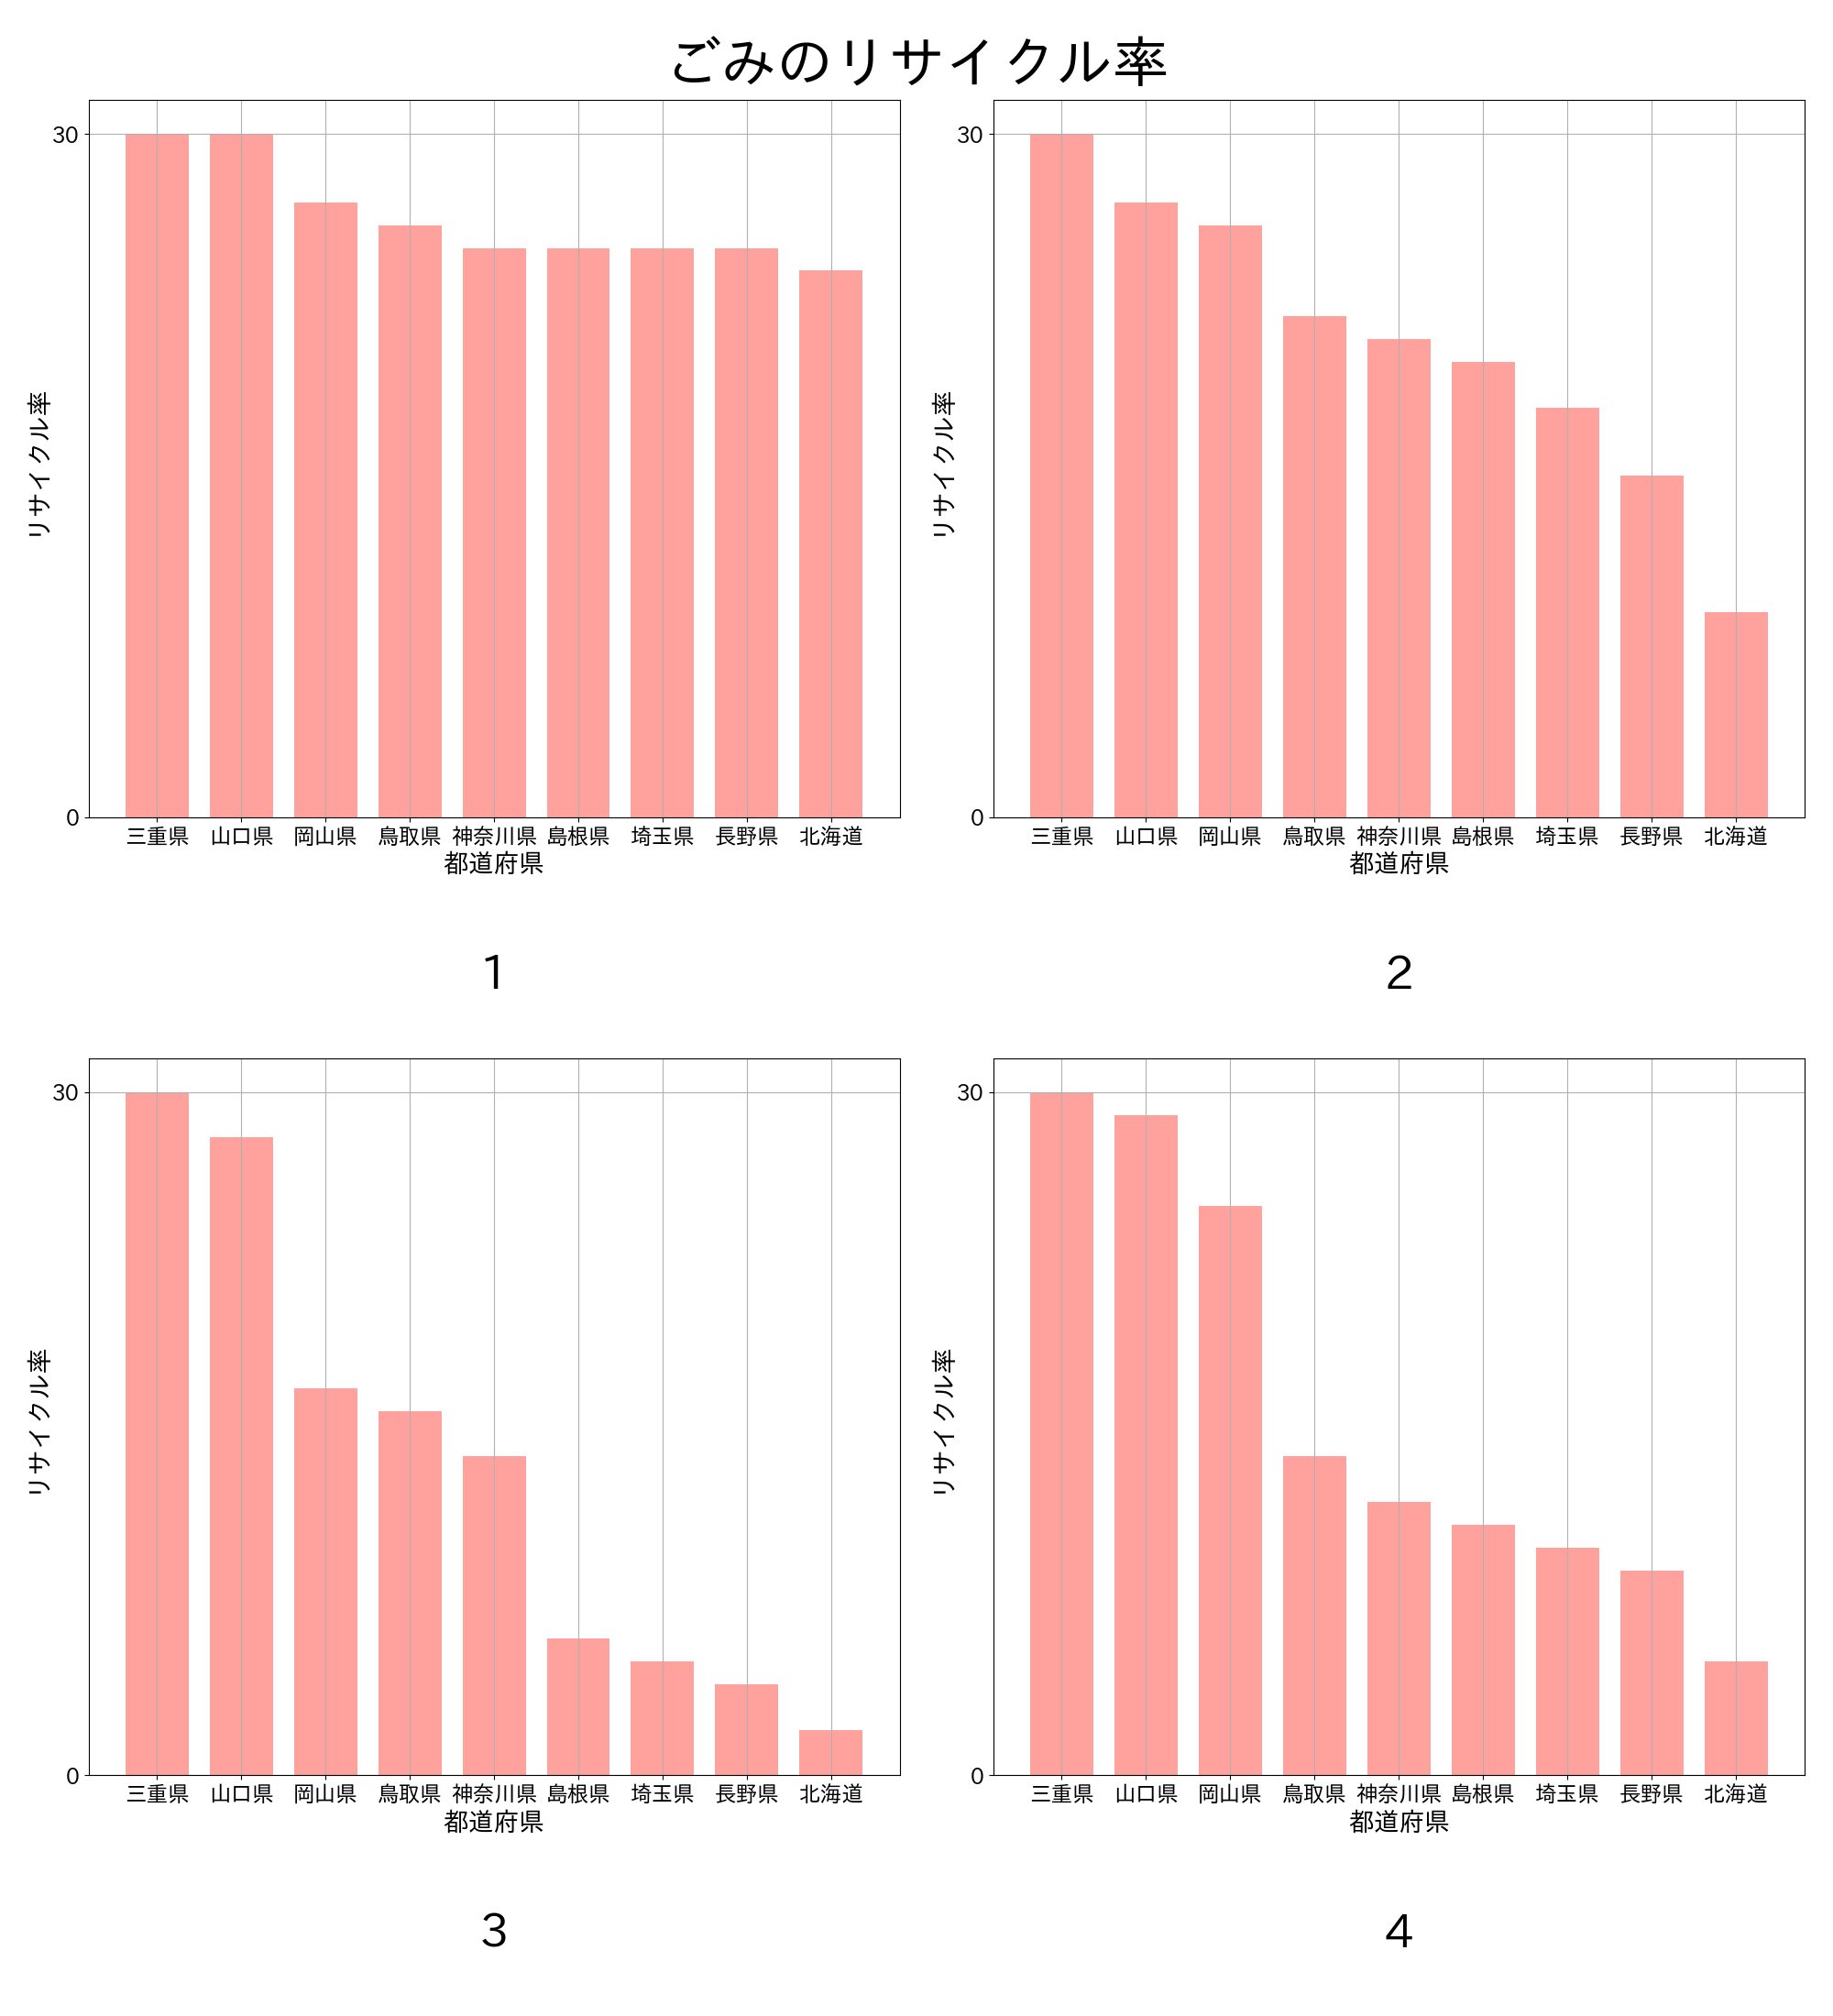 ごみのリサイクル率
30
0
リサイクル率
三重県 山口県 岡山県 鳥取県 神奈川県 島根県 埼玉県 長野県 北海道
都道府県
1
30
0
リサイクル率
三重県 山口県 岡山県 鳥取県 神奈川県 島根県 埼玉県 長野県 北海道
都道府県
2
30
0
リサイクル率
三重県 山口県 岡山県 鳥取県 神奈川県 島根県 埼玉県 長野県 北海道
都道府県
3
30
0
リサイクル率
三重県 山口県 岡山県 鳥取県 神奈川県 島根県 埼玉県 長野県 北海道
都道府県
4